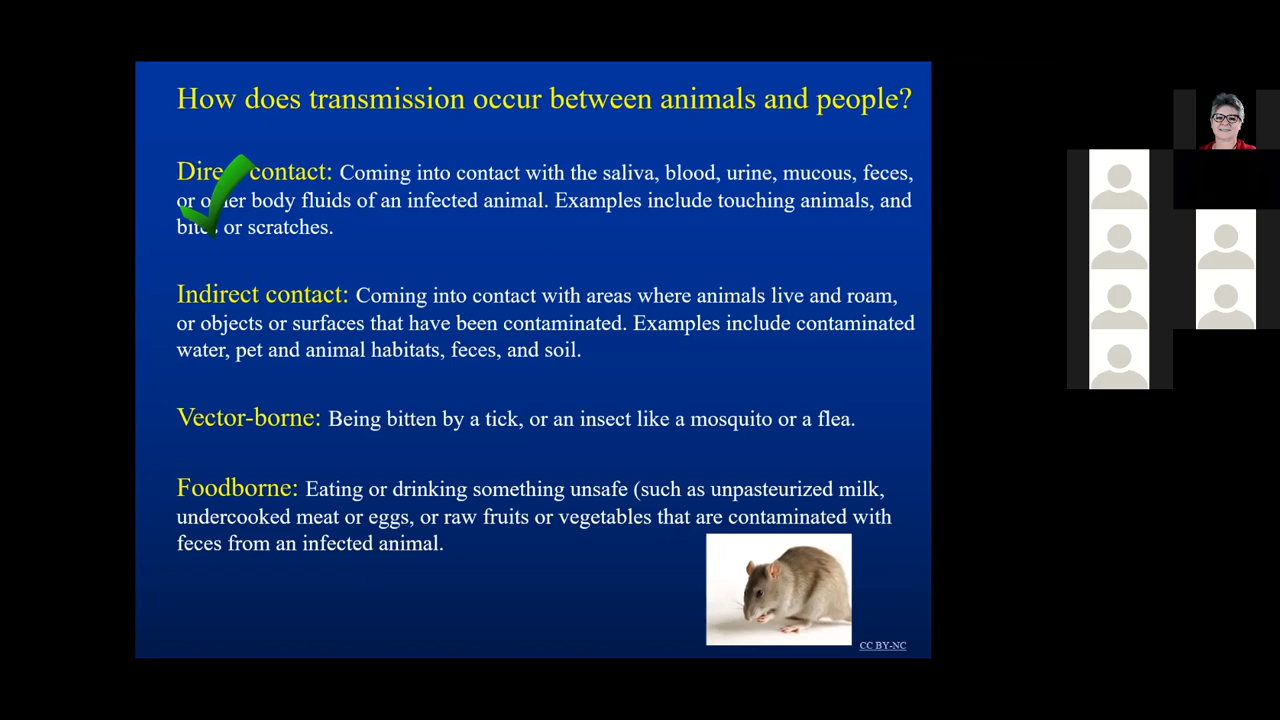 How does transmission occur between animals and people?
Direct contact: Coming into contact with the saliva, blood, urine, mucous, feces,
or other body fluids of an infected animal. Examples include touching animals, and
bites or scratches.
Indirect contact: Coming into contact with areas where animals live and roam,
or objects or surfaces that have been contaminated. Examples include contaminated
water, pet and animal habitats, feces, and soil.
Vector-borne: Being bitten by a tick, or an insect like a mosquito or a flea.
Foodborne: Eating or drinking something unsafe (such as unpasteurized milk,
undercooked meat or eggs, or raw fruits or vegetables that are contaminated with
feces from an infected animal.
CC BY-NC